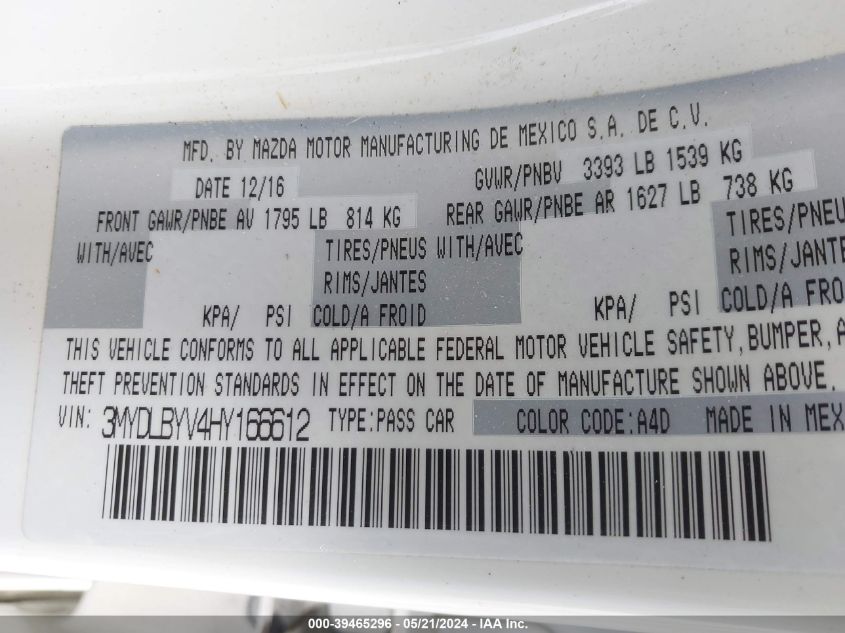 MFD. BY MAZDA MOTOR MANUFACTURING DE MEXICO S.A. DE C.V.
DATE 12/16 GVWR/PNBV 3393 LB 1539 KG
FRONT GAWR/PNBE AV 1795 LB 814 KG REAR GAWR/PNBE AR 1627 LB 738 KG
WITH/AVEC TIRES/PNEUS WITH/AVEC TIRES/PNEU
RIMS/JANTES RIMS/JANTE
KPA/ PSI COLD/A FROID KPA/ PSI COLD/A FRO
THIS VEHICLE CONFORMS TO ALL APPLICABLE FEDERAL MOTOR VEHICLE SAFETY, BUMPER, A
THEFT PREVENTION STANDARDS IN EFFECT ON THE DATE OF MANUFACTURE SHOWN ABOVE.
VIN: 3MYDLBYV4HY166612 TYPE:PASS CAR COLOR CODE:A4D MADE IN MEX
000-39465296 - 05/21/2024 - IAA Inc.